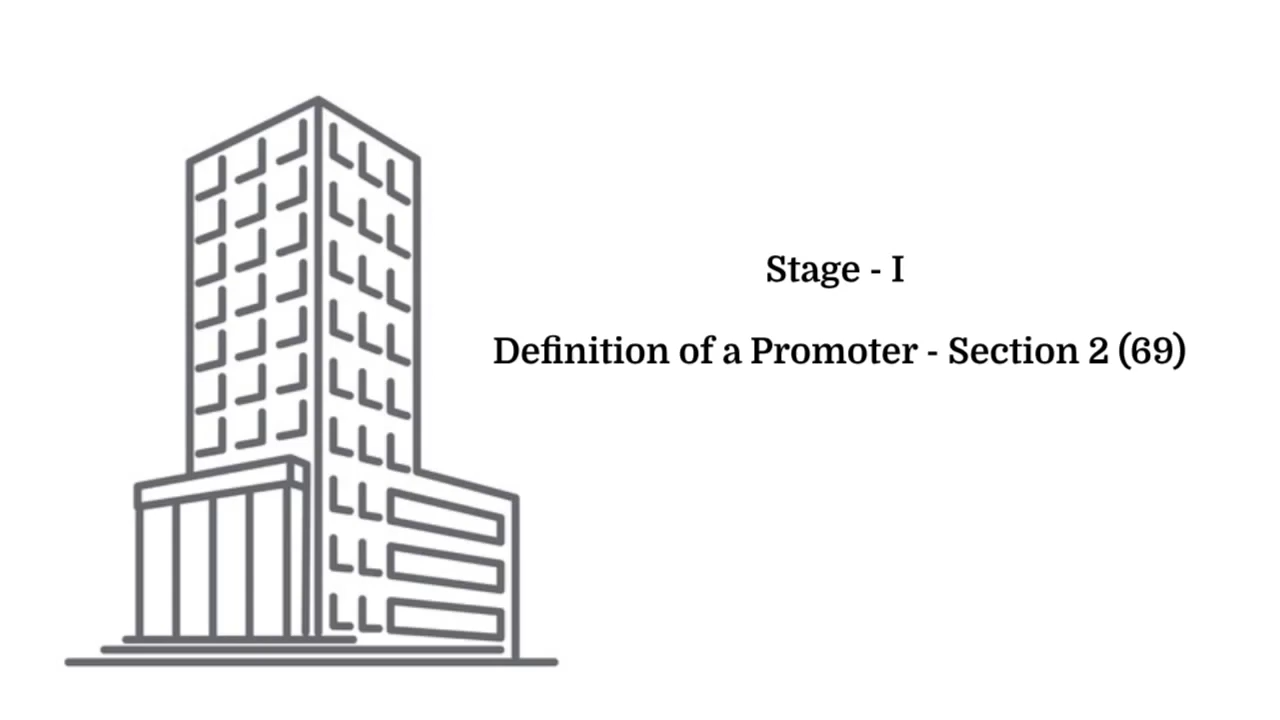 Stage - I
Definition of a Promoter - Section 2 (69)